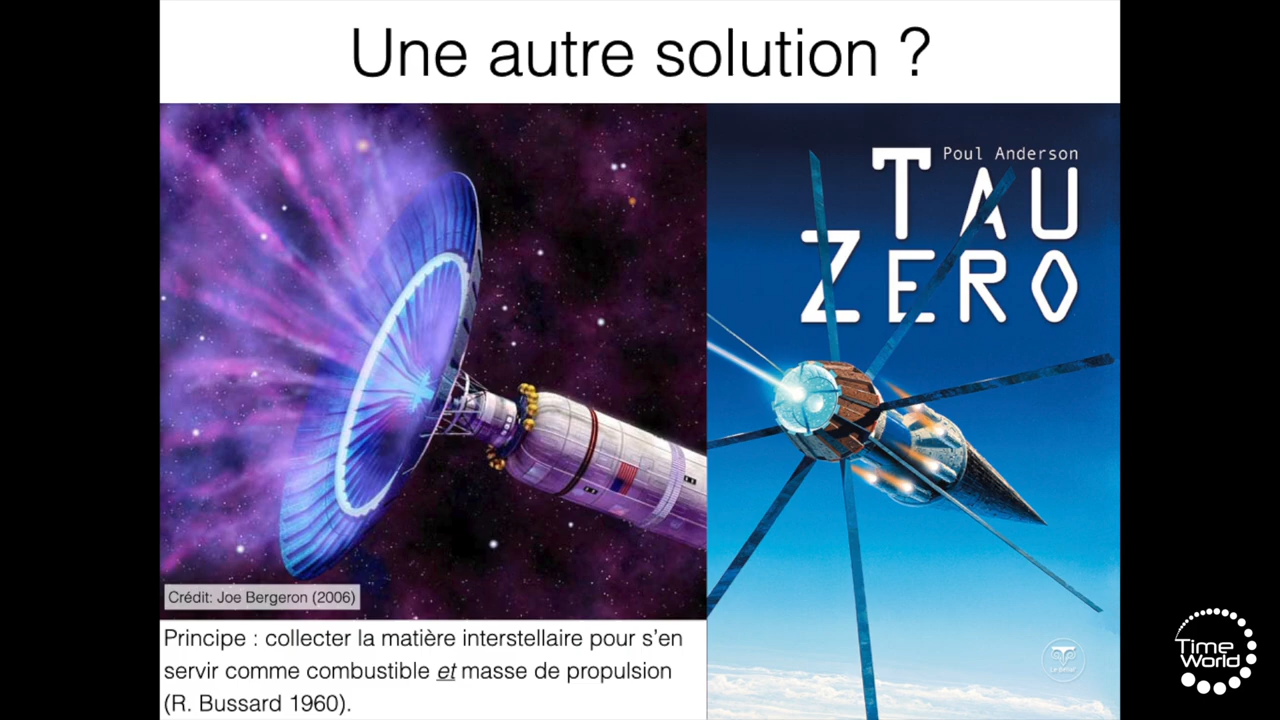 Une autre solution ?
Poul Anderson
TAU
ZERO
Crédit: Joe Bergeron (2006)
Principe : collecter la matière interstellaire pour s’en
servir comme combustible et masse de propulsion
(R. Bussard 1960).
Time
World